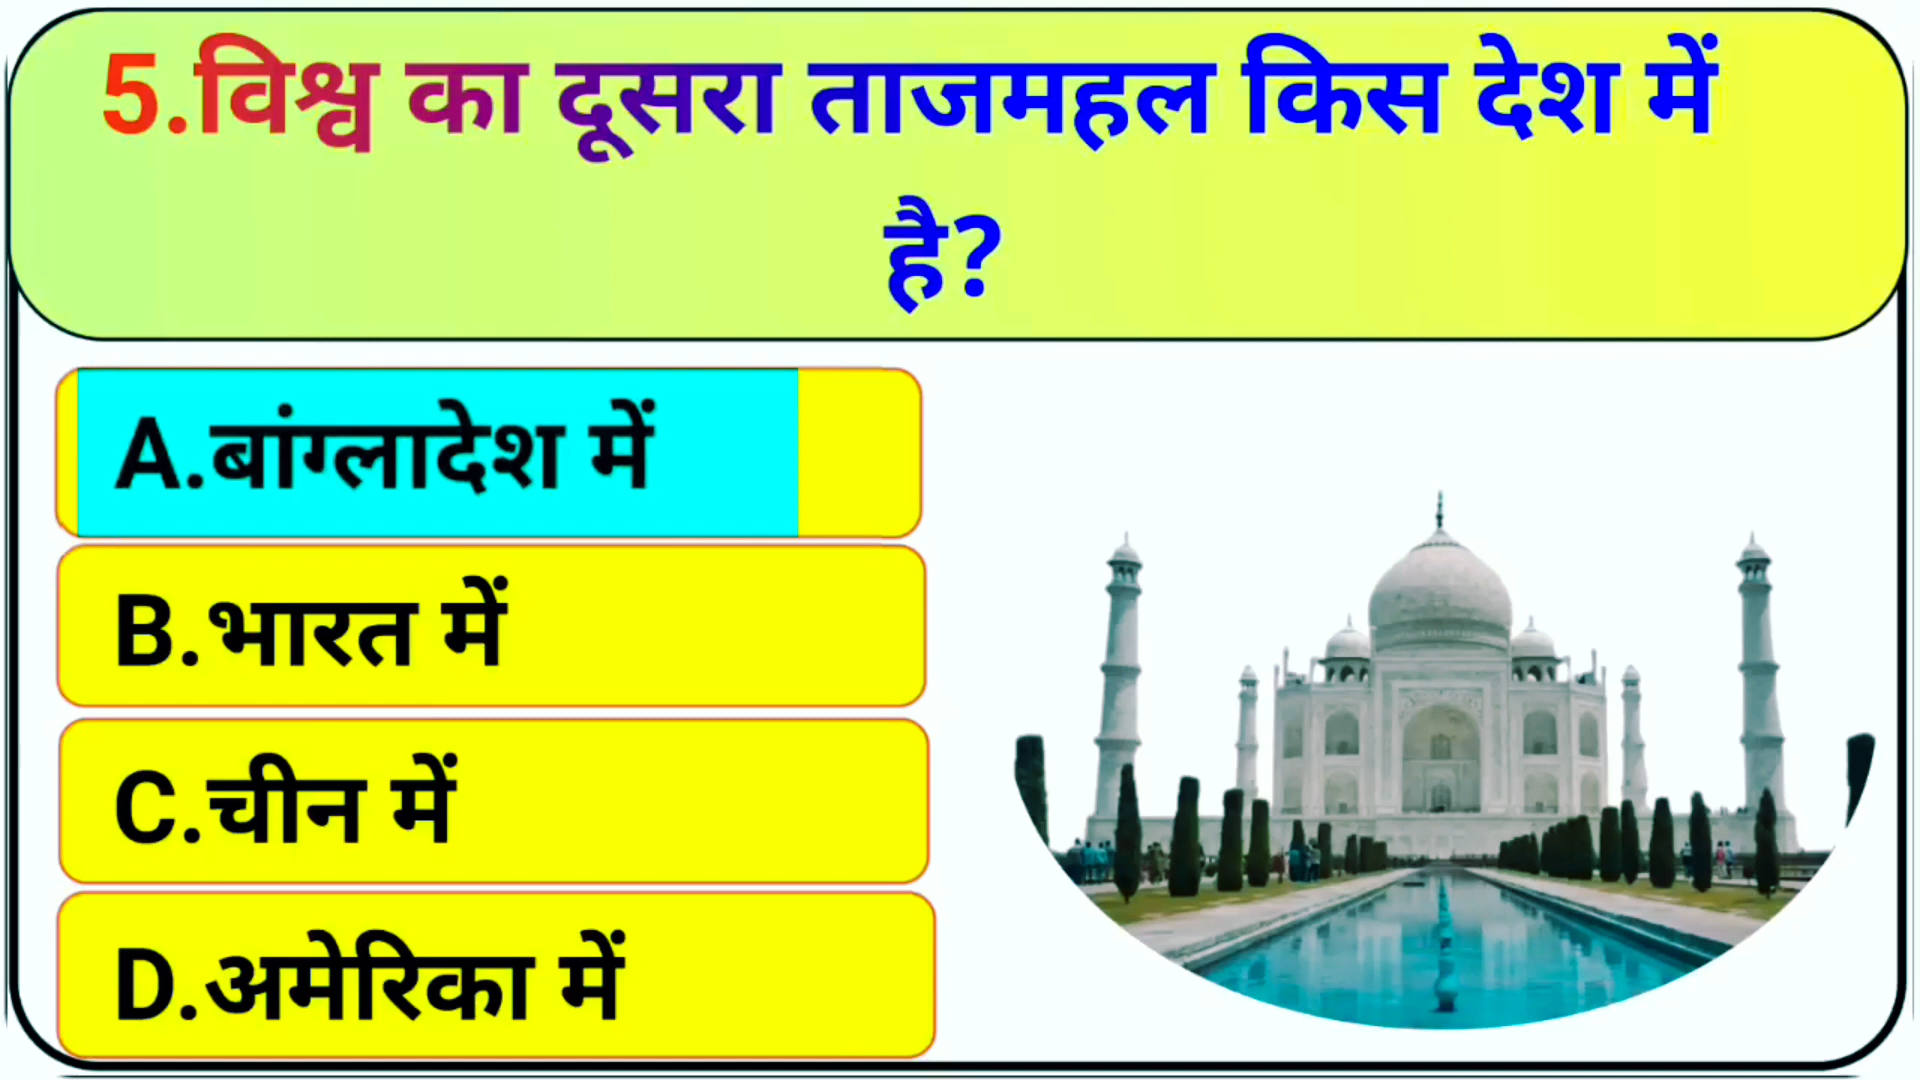 5.विश्व का दूसरा ताजमहल किस देश में
है?
A.बांग्लादेश में
B.भारत में
C.चीन में
D.अमेरिका में